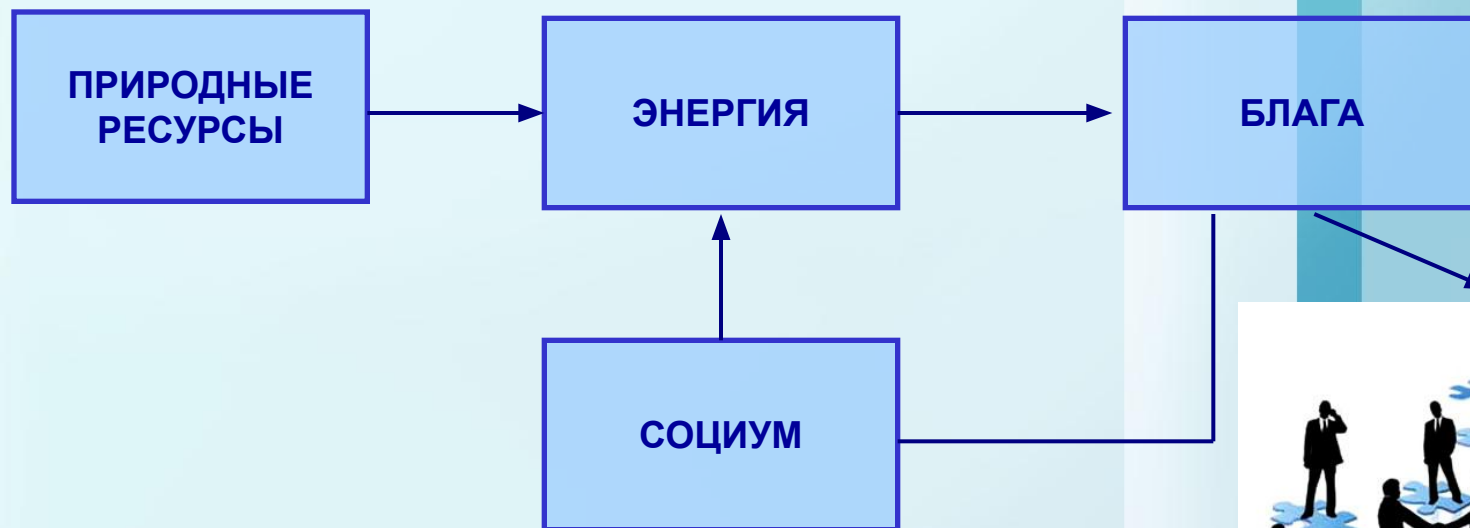 ПРИРОДНЫЕ
РЕСУРСЫ
ЭНЕРГИЯ
БЛАГА
СОЦИУМ